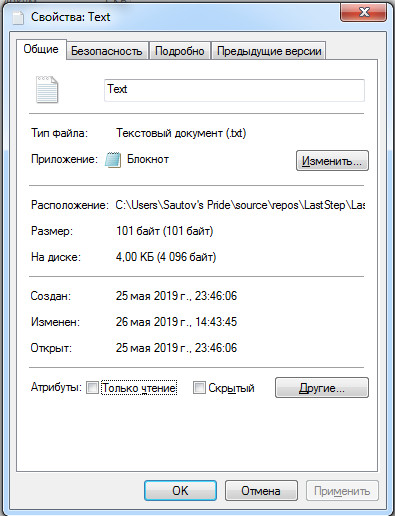 Свойства: Text
Общие Безопасность Подробно Предыдущие версии
Text
Тип файла: Текстовый документ (.txt)
Приложение: Блокнот Изменить...
Расположение: C:\Users\Sautov's Pride\source\repos\LastStep\Las
Размер: 101 байт (101 байт)
На диске: 4,00 КБ (4 096 байт)
Создан: 25 мая 2019 г., 23:46:06
Изменен: 26 мая 2019 г., 14:43:45
Открыт: 25 мая 2019 г., 23:46:06
Атрибуты: Только чтение Скрытый Другие...
OK Отмена Применить